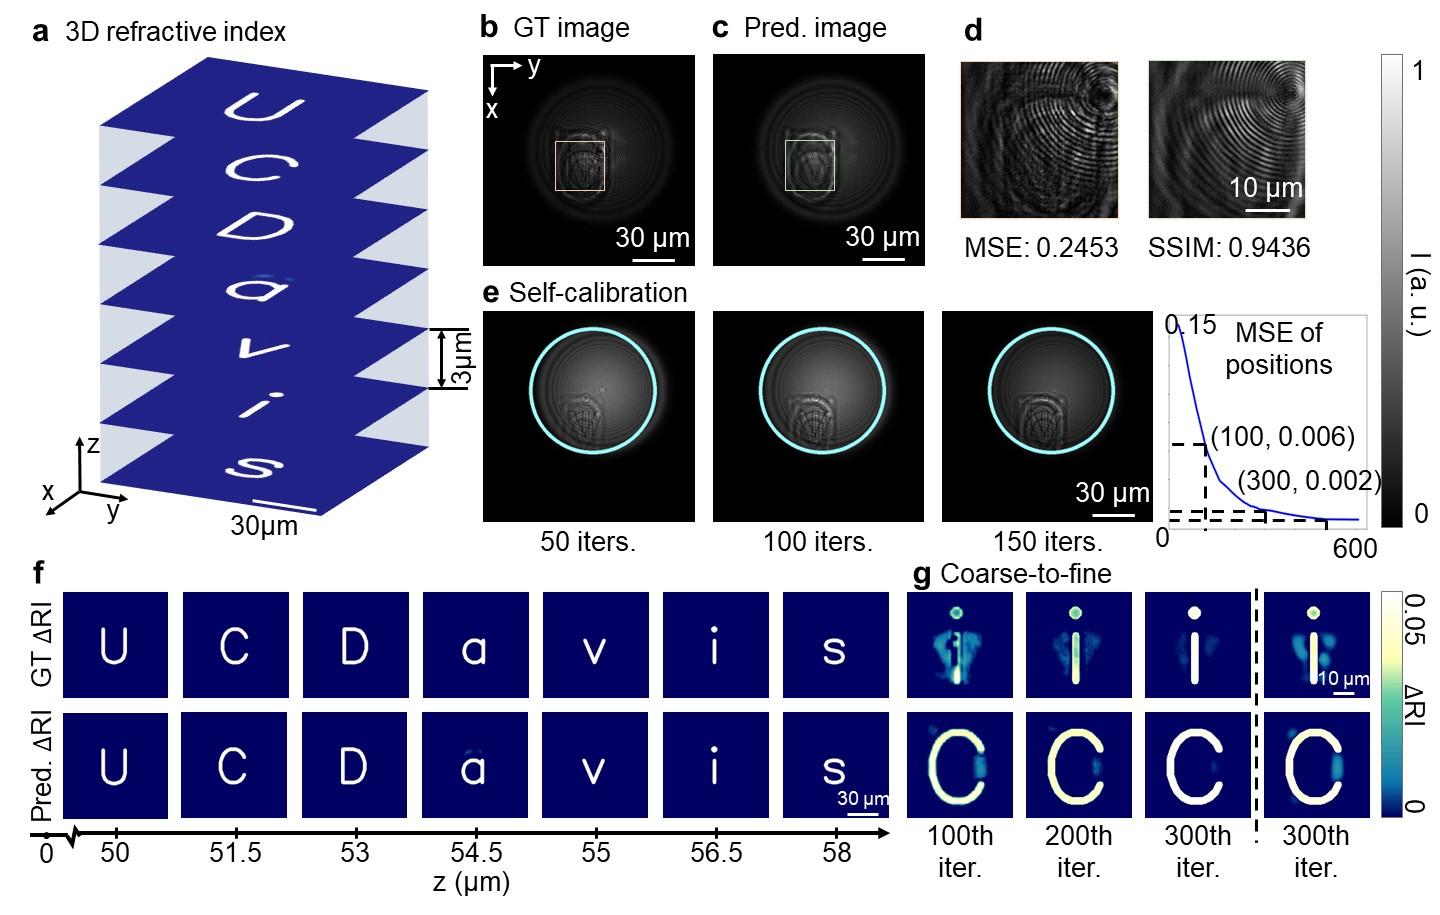 a 3D refractive index
U
C
D
a
v
i
s
3µm
z
x
y
30µm
b GT image
y
x
30 µm
c Pred. image
30 µm
d
10 µm
MSE: 0.2453 SSIM: 0.9436
1
I (a. u.)
0
e Self-calibration
30 µm
50 iters. 100 iters. 150 iters.
0.15
MSE of
positions
(100, 0.006)
(300, 0.002)
0
600
f
GT ΔRI
U C D a v i s
Pred. ΔRI
U C D a v i s
30 µm
0 50 51.5 53 54.5 55 56.5 58
z (µm)
g Coarse-to-fine
i i i i
10 µm
C C C C
100th 200th 300th 300th
iter. iter. iter. iter.
0.05
ΔRI
0